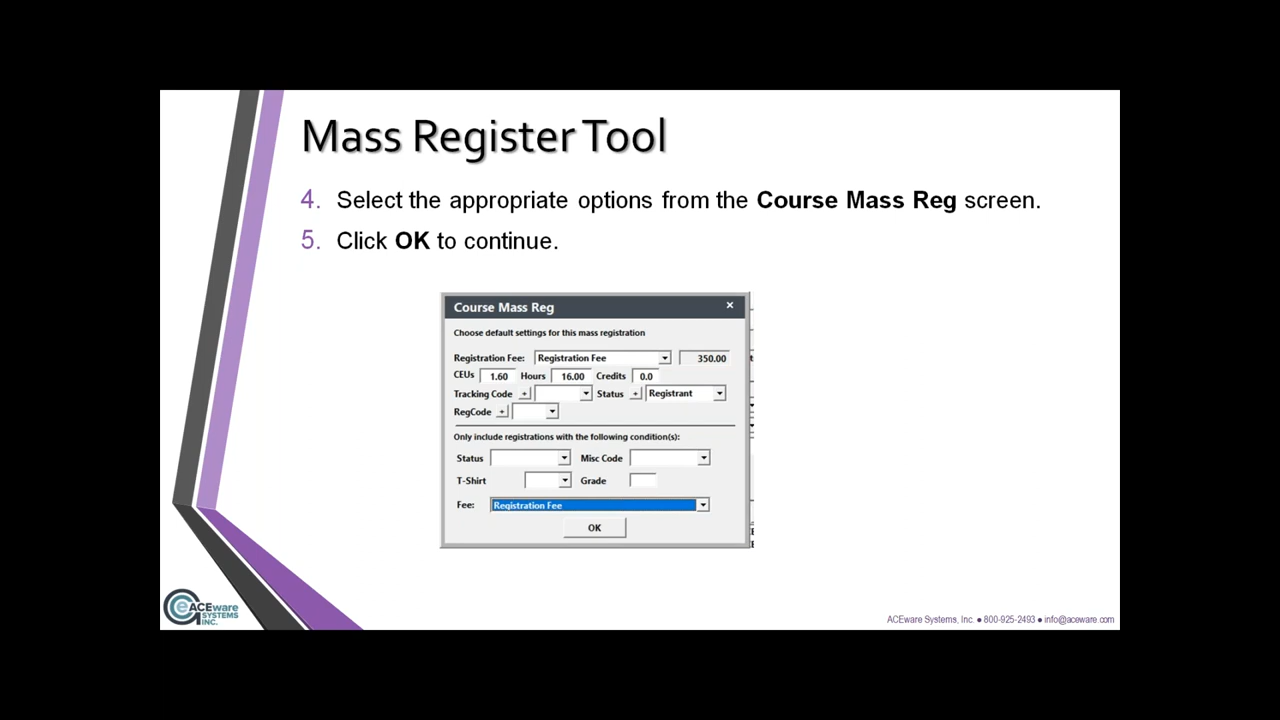 Mass Register Tool
4. Select the appropriate options from the Course Mass Reg screen.
5. Click OK to continue.
Course Mass Reg ×
Choose default settings for this mass registration
Registration Fee: Registration Fee 350.00
CEUs 1.60 Hours 16.00 Credits 0.0
Tracking Code + Status + Registrant
RegCode +
Only include registrations with the following condition(s):
Status Misc Code
T-Shirt Grade
Fee: Registration Fee
OK
ACEware
SYSTEMS
INC.
ACEware Systems, Inc. ● 800-925-2493 ● info@aceware.com